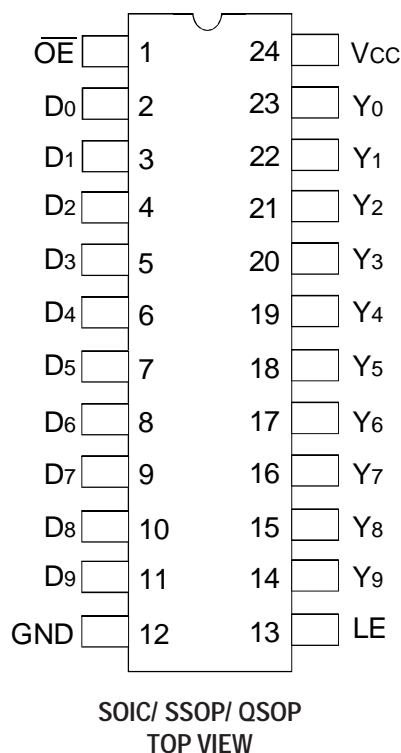 O̅E̅ 1 24 VCC
D0 2 23 Y0
D1 3 22 Y1
D2 4 21 Y2
D3 5 20 Y3
D4 6 19 Y4
D5 7 18 Y5
D6 8 17 Y6
D7 9 16 Y7
D8 10 15 Y8
D9 11 14 Y9
GND 12 13 LE
SOIC/ SSOP/ QSOP
TOP VIEW